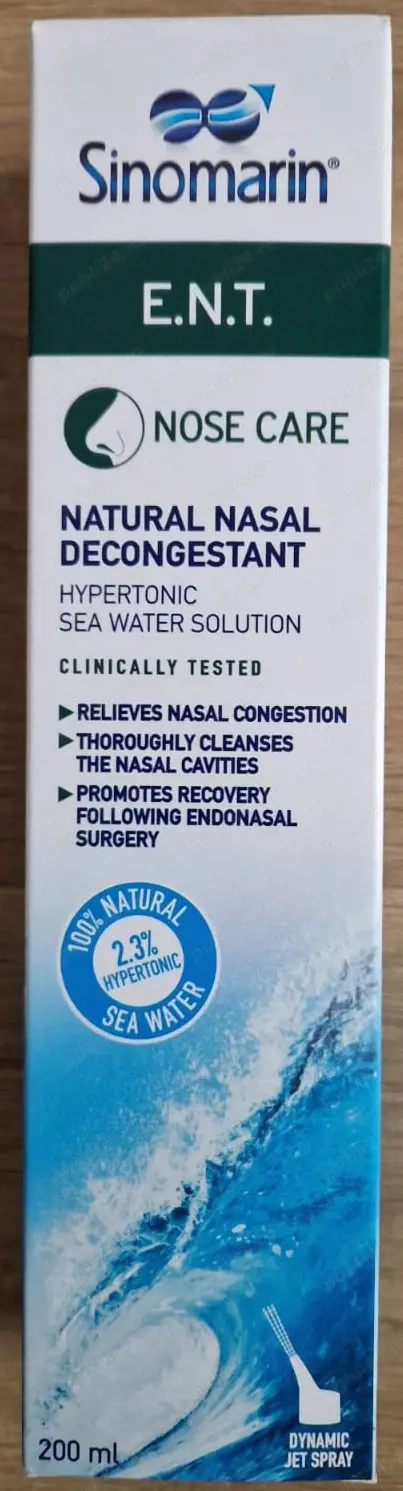 Sinomarin®
E.N.T.
NOSE CARE
NATURAL NASAL
DECONGESTANT
HYPERTONIC
SEA WATER SOLUTION
CLINICALLY TESTED
▶RELIEVES NASAL CONGESTION
▶THOROUGHLY CLEANSES
THE NASAL CAVITIES
▶PROMOTES RECOVERY
FOLLOWING ENDONASAL
SURGERY
100% NATURAL
2.3%
HYPERTONIC
SEA WATER
200 ml
DYNAMIC
JET SPRAY